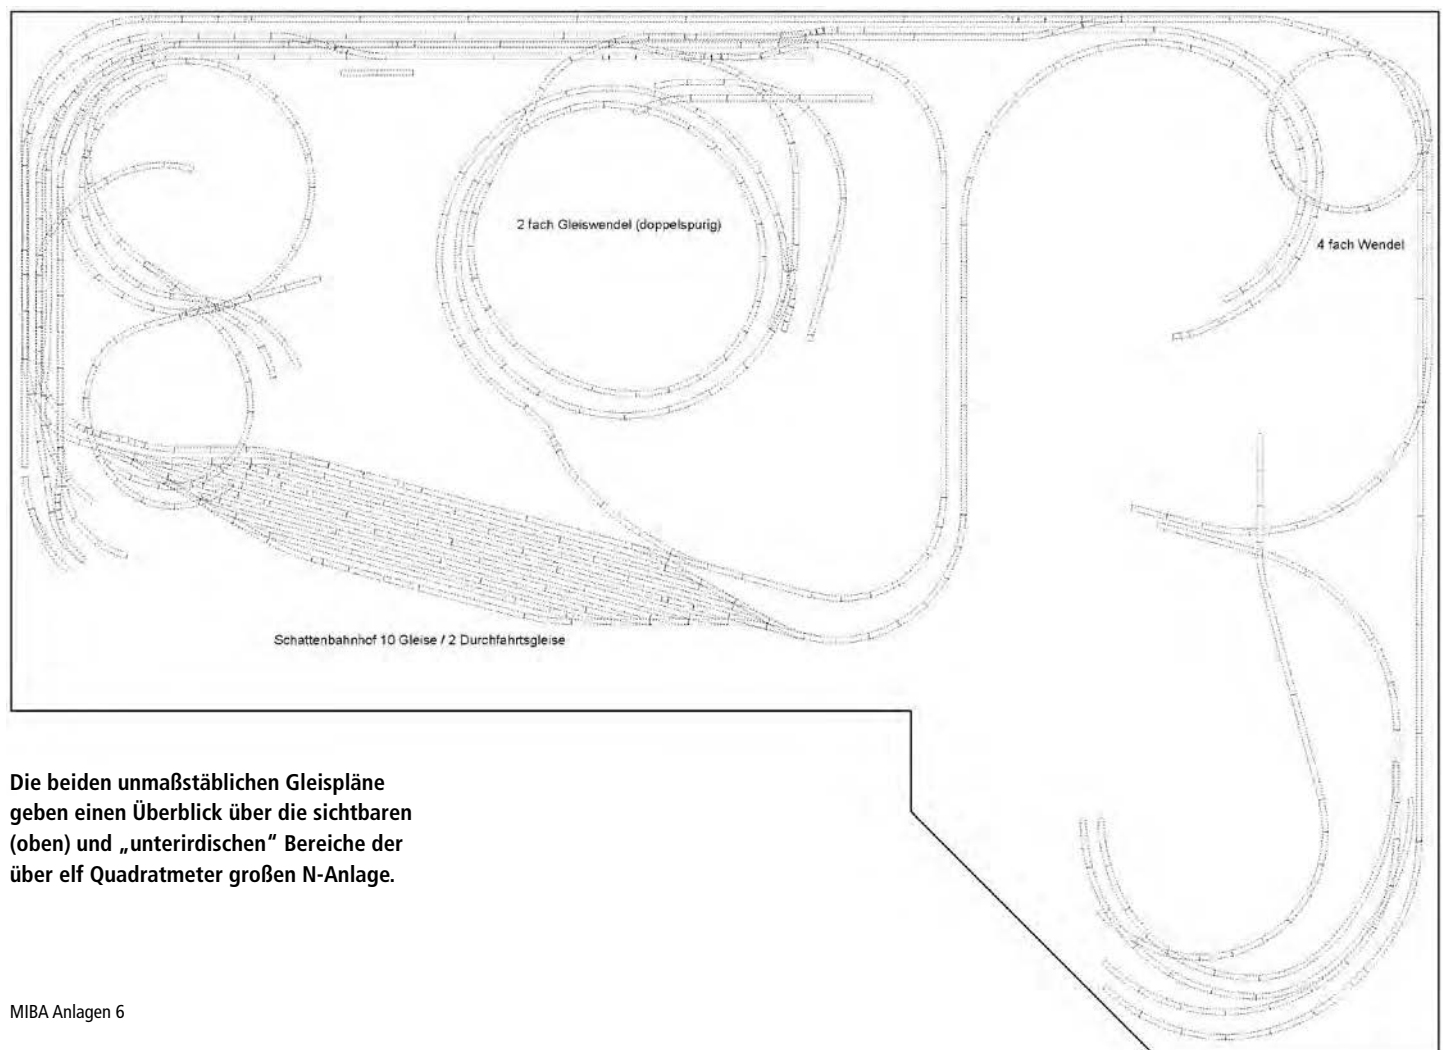 2 fach Gleiswendel (doppelspurig)
4 fach Wendel
Schattenbahnhof 10 Gleise / 2 Durchfahrtsgleise
Die beiden unmaßstäblichen Gleispläne
geben einen Überblick über die sichtbaren
(oben) und „unterirdischen“ Bereiche der
über elf Quadratmeter großen N-Anlage.
MIBA Anlagen 6